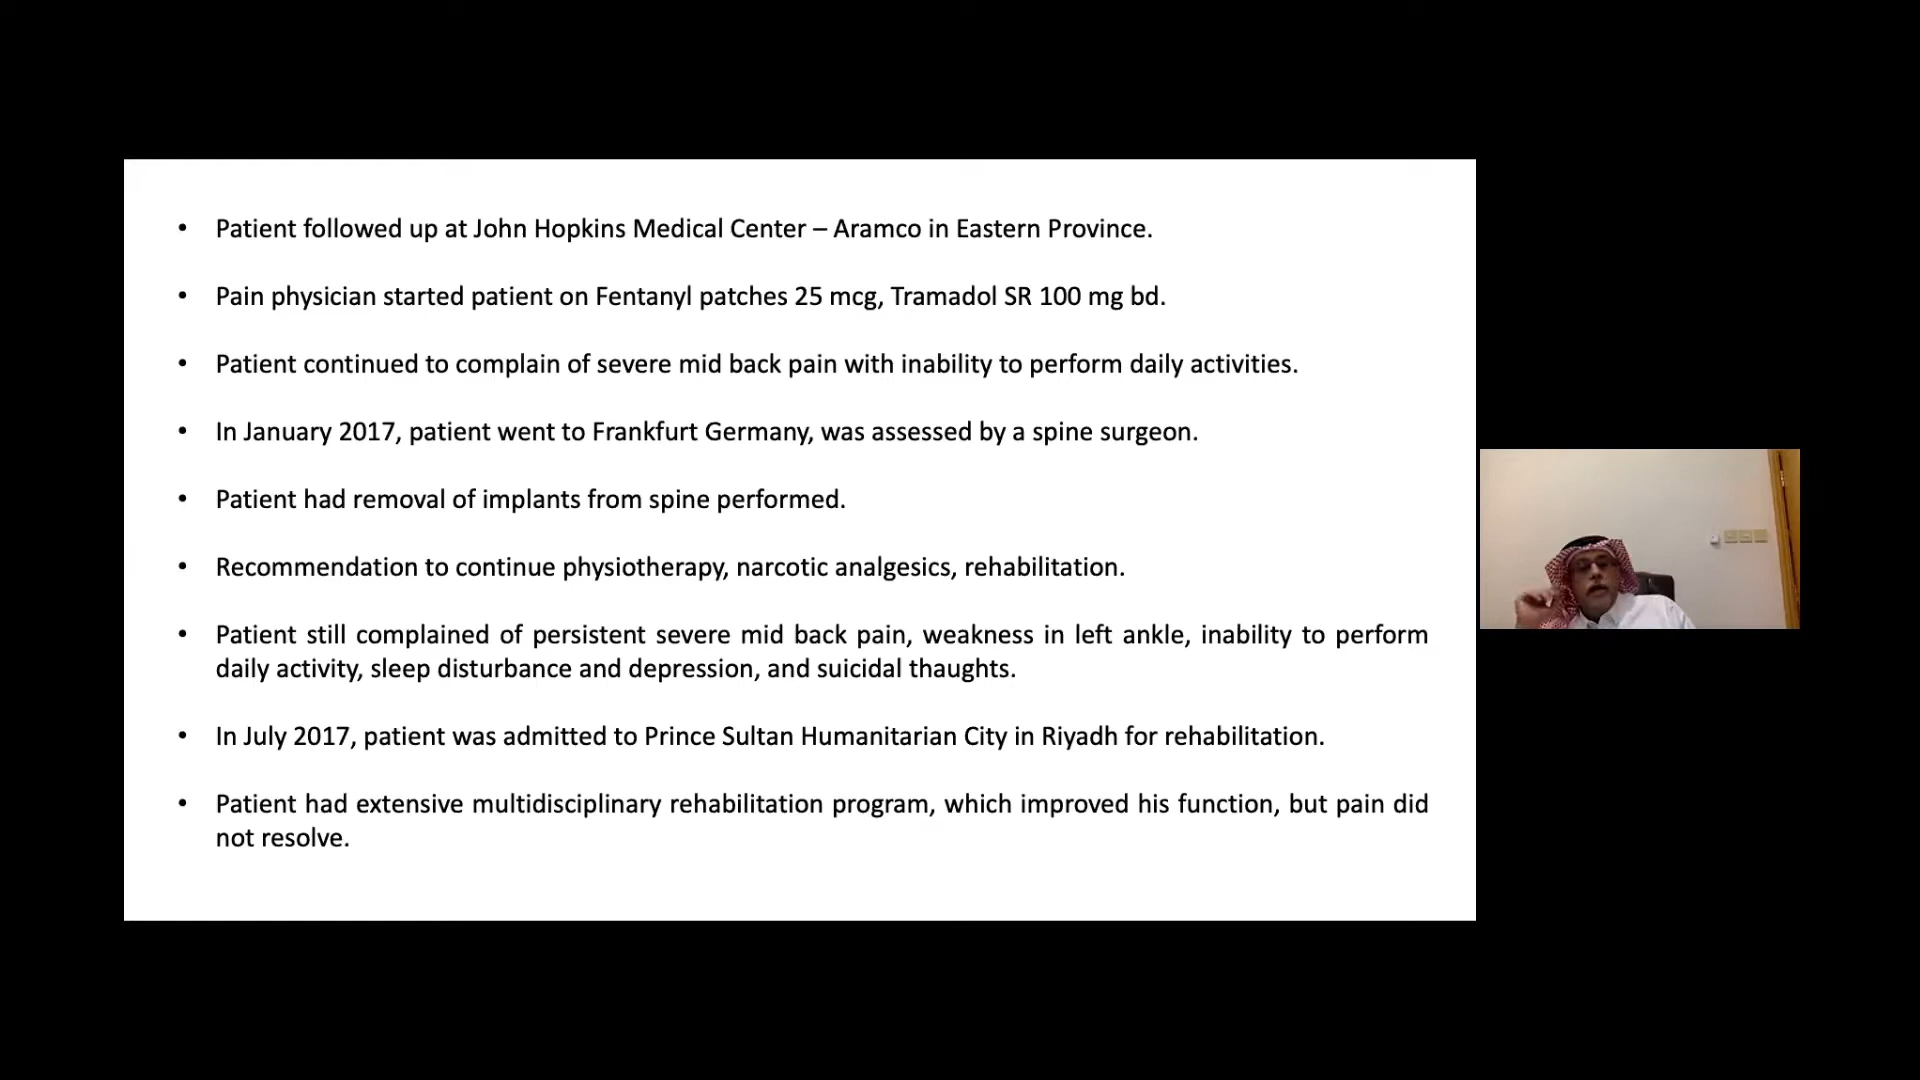 • Patient followed up at John Hopkins Medical Center – Aramco in Eastern Province.
• Pain physician started patient on Fentanyl patches 25 mcg, Tramadol SR 100 mg bd.
• Patient continued to complain of severe mid back pain with inability to perform daily activities.
• In January 2017, patient went to Frankfurt Germany, was assessed by a spine surgeon.
• Patient had removal of implants from spine performed.
• Recommendation to continue physiotherapy, narcotic analgesics, rehabilitation.
• Patient still complained of persistent severe mid back pain, weakness in left ankle, inability to perform
daily activity, sleep disturbance and depression, and suicidal thaughts.
• In July 2017, patient was admitted to Prince Sultan Humanitarian City in Riyadh for rehabilitation.
• Patient had extensive multidisciplinary rehabilitation program, which improved his function, but pain did
not resolve.